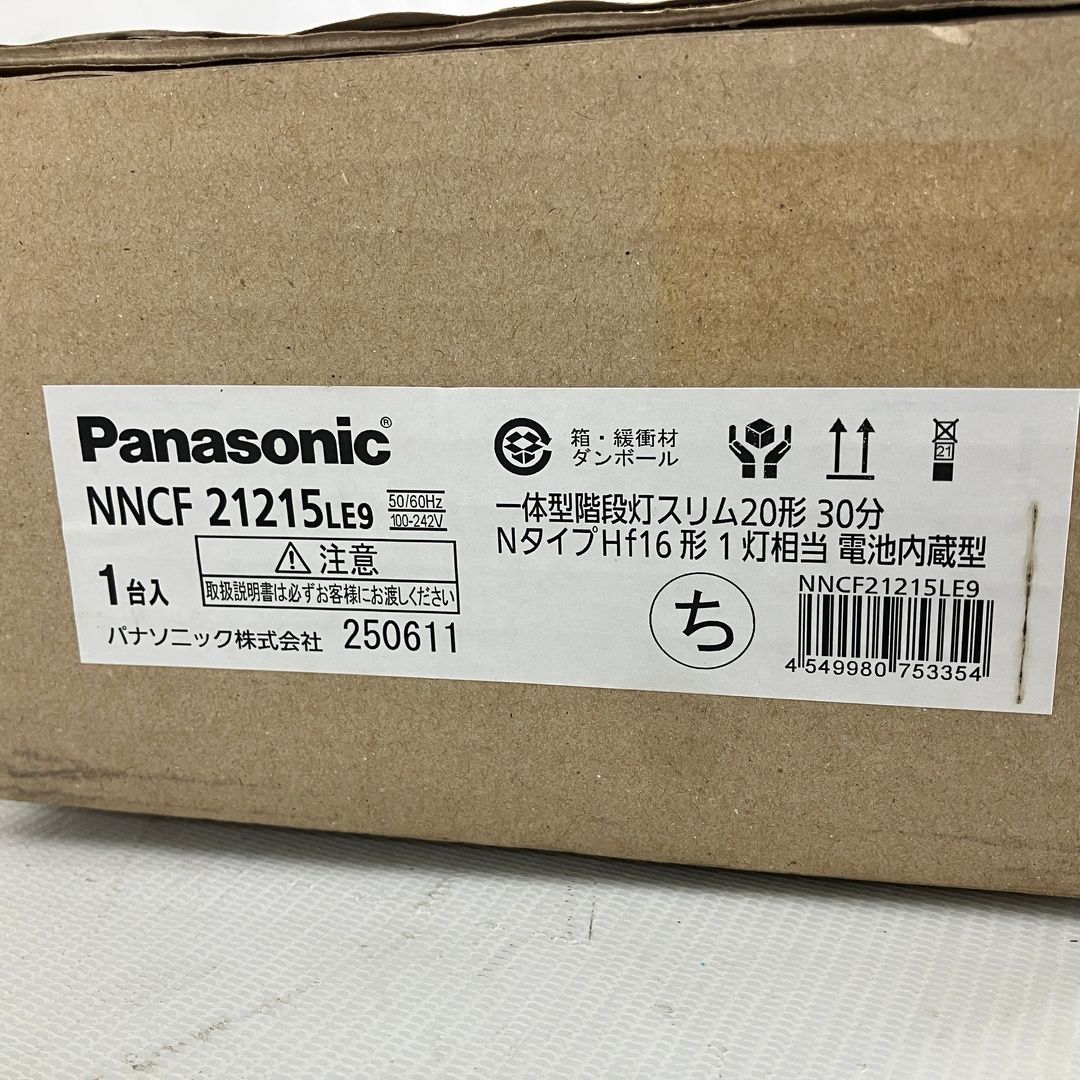 Panasonic®
NNCF 21215LE9
50/60Hz
100-242V
1台入
⚠ 注意
取扱説明書は必ずお客様にお渡しください
パナソニック株式会社 250611
箱・緩衝材
ダンボール
21
一体型階段灯スリム20形 30分
NタイプHf16形1灯相当 電池内蔵型
ち
NNCF21215LE9
4 549980 753354